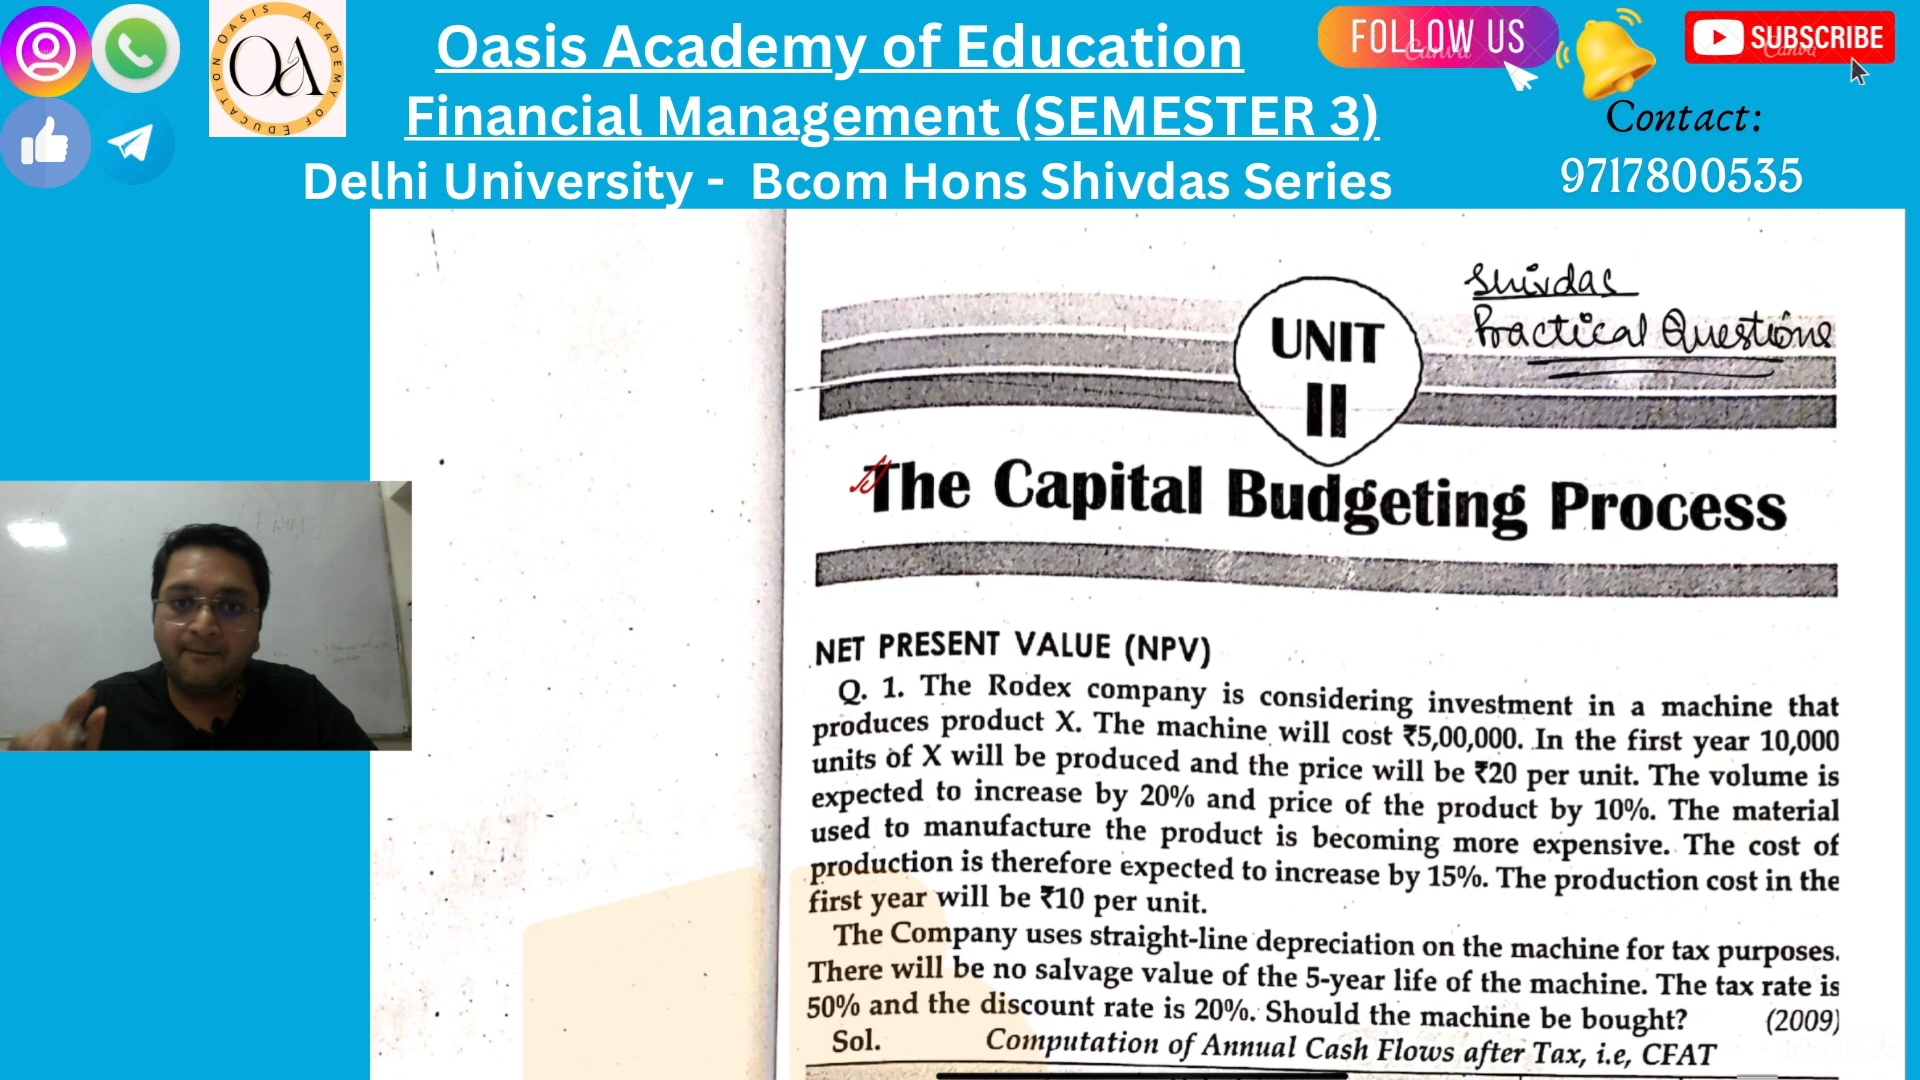 Oasis Academy of Education
Financial Management (SEMESTER 3)
Delhi University - Bcom Hons Shivdas Series
OASIS ACADEMY OF EDUCATION
OA
FOLLOW US
Canva
SUBSCRIBE
Canva
Contact:
9717800535
Shivdas
Practical Questions
UNIT
II
The Capital Budgeting Process
NET PRESENT VALUE (NPV)
Q. 1. The Rodex company is considering investment in a machine that
produces product X. The machine will cost ₹5,00,000. In the first year 10,000
units of X will be produced and the price will be ₹20 per unit. The volume is
expected to increase by 20% and price of the product by 10%. The material
used to manufacture the product is becoming more expensive. The cost of
production is therefore expected to increase by 15%. The production cost in the
first year will be ₹10 per unit.
The Company uses straight-line depreciation on the machine for tax purposes.
There will be no salvage value of the 5-year life of the machine. The tax rate is
50% and the discount rate is 20%. Should the machine be bought? (2009)
Sol. Computation of Annual Cash Flows after Tax, i.e, CFAT